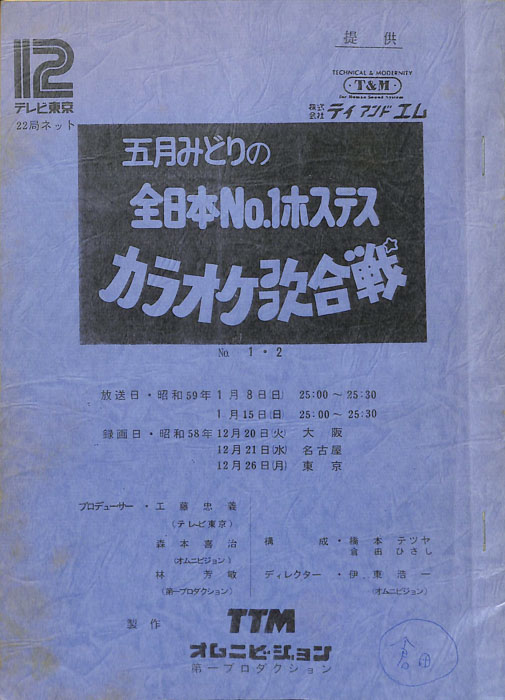 提供
12
テレビ東京
22局ネット
TECHNICAL & MODERNITY
・T&M・
for Human Sound System
株式会社 ティ アンド エム
五月みどりの
全日本No.1ホステス
カラオケ歌合戦
No. 1・2
放送日・昭和59年 1月8日(日) 25:00〜25:30
1月15日(日) 25:00〜25:30
録画日・昭和58年 12月20日(火) 大阪
12月21日(水) 名古屋
12月26日(月) 東京
プロデューサー・工藤忠義
(テレビ東京)
森本喜治
(オムニビジョン)
林芳敏
(第一プロダクション)
構成・橋本テツヤ
倉田ひさし
ディレクター・伊東浩一
(オムニビジョン)
製作 TTM
オムニビジョン
第一プロダクション
倉田